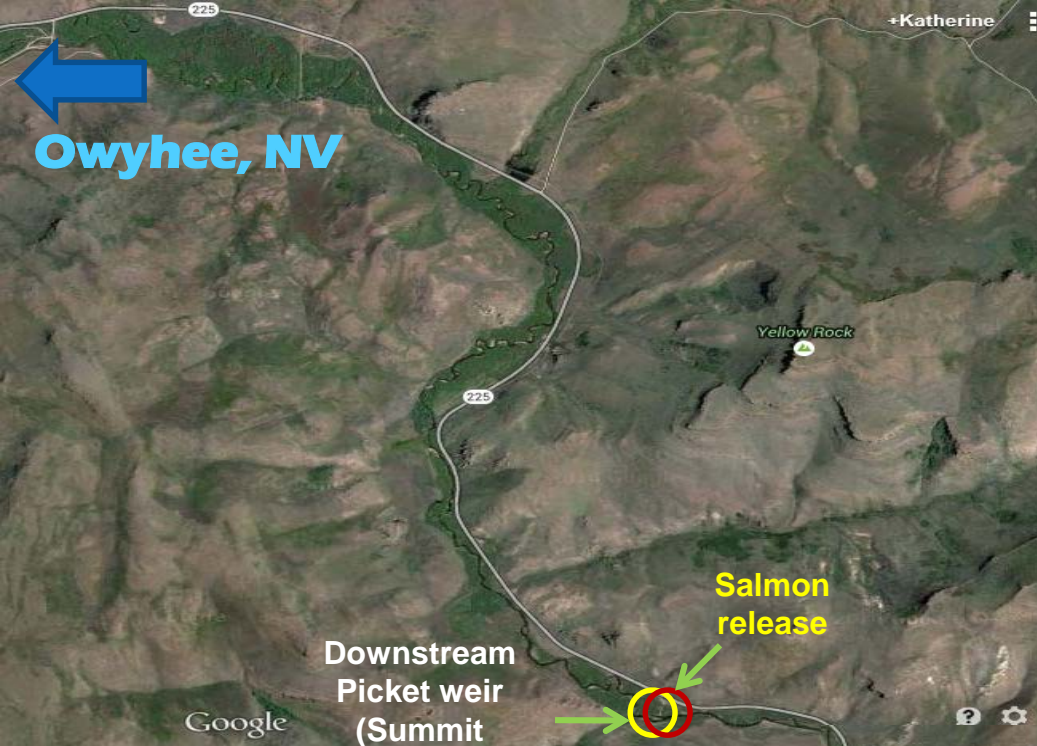 225
+Katherine
Owyhee, NV
Yellow Rock
225
Salmon
release
Downstream
Picket weir
(Summit
Google
?